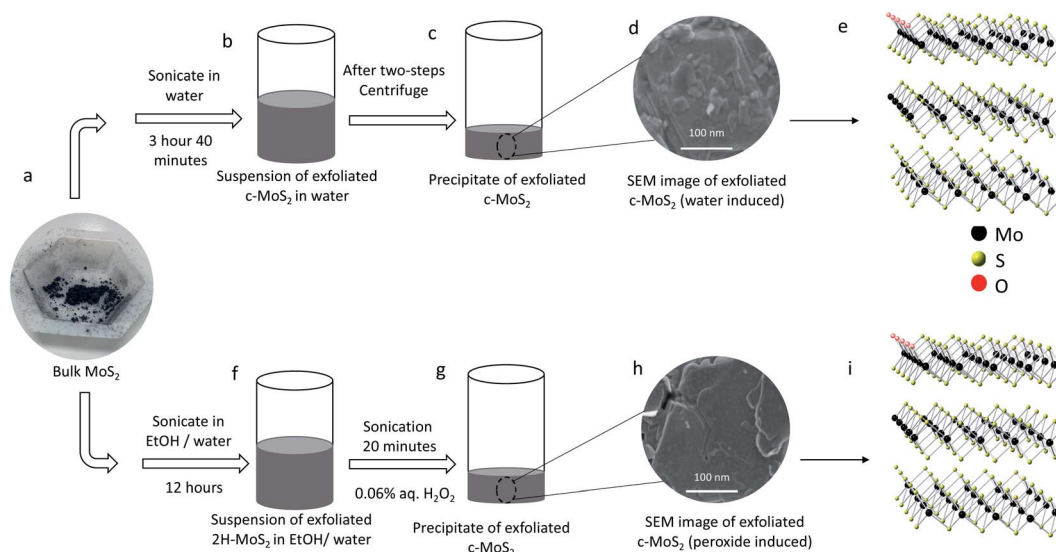 a
Bulk MoS₂
Sonicate in
water
3 hour 40
minutes
b
Suspension of exfoliated
c-MoS₂ in water
After two-steps
Centrifuge
c
Precipitate of exfoliated
c-MoS₂
d
100 nm
SEM image of exfoliated
c-MoS₂ (water induced)
e
Mo
S
O
Sonicate in
EtOH / water
12 hours
f
Suspension of exfoliated
2H-MoS₂ in EtOH/ water
Sonication
20 minutes
0.06% aq. H₂O₂
g
Precipitate of exfoliated
c-MoS₂
h
100 nm
SEM image of exfoliated
c-MoS₂ (peroxide induced)
i